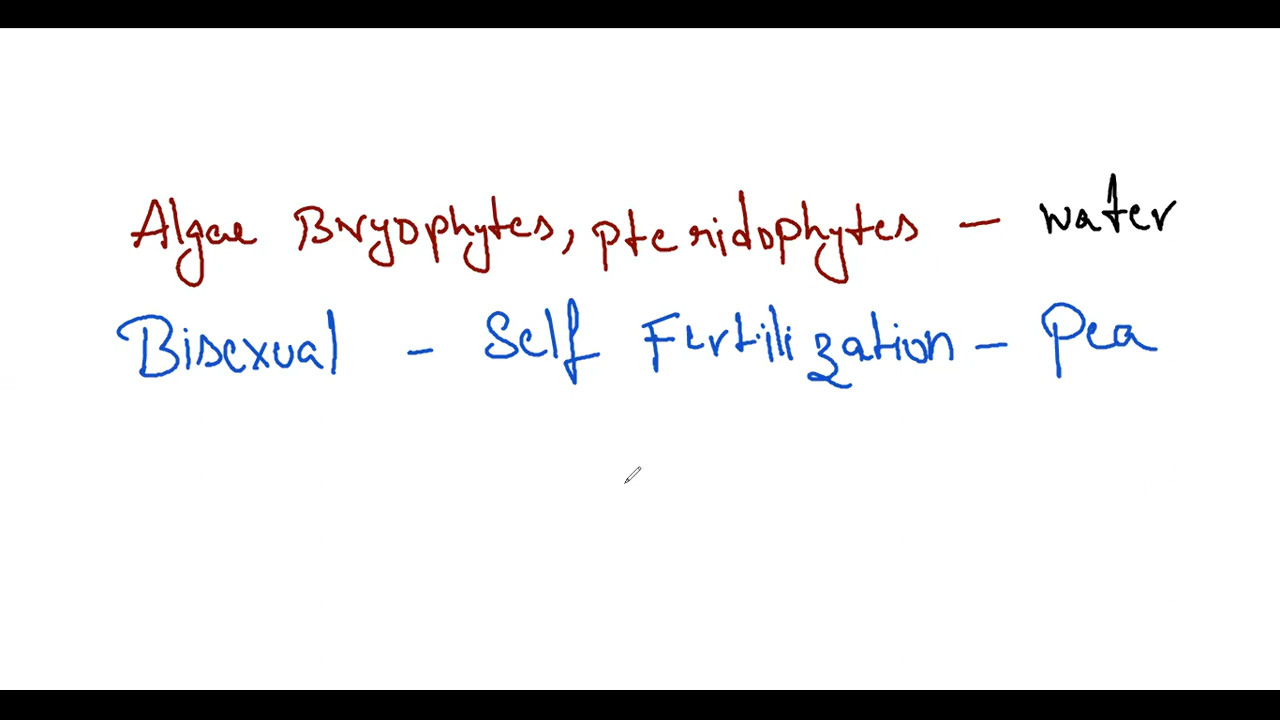 Algae Bryophytes, pteridophytes – water
Bisexual – Self Fertilization – Pea